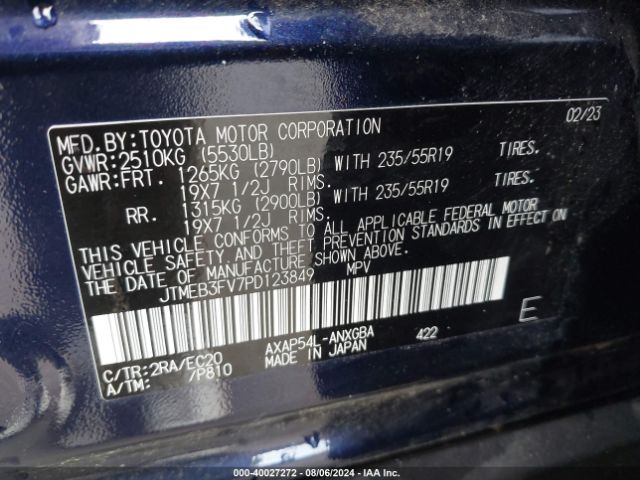 02/23
MFD.BY:TOYOTA MOTOR CORPORATION
GVWR:2510KG (5530LB)
GAWR:FRT. 1265KG (2790LB) WITH 235/55R19 TIRES.
19X7 1/2J RIMS.
RR. 1315KG (2900LB) WITH 235/55R19 TIRES.
19X7 1/2J RIMS.
THIS VEHICLE CONFORMS TO ALL APPLICABLE FEDERAL MOTOR
VEHICLE SAFETY AND THEFT PREVENTION STANDARDS IN EFFECT ON
THE DATE OF MANUFACTURE SHOWN ABOVE.
JTMEB3FV7PD123849 MPV
E
C/TR:2RA/EC20 AXAP54L-ANXGBA 422
A/TM: /P810 MADE IN JAPAN
© - 40027272 - 08/06/2024 - IAA Inc.